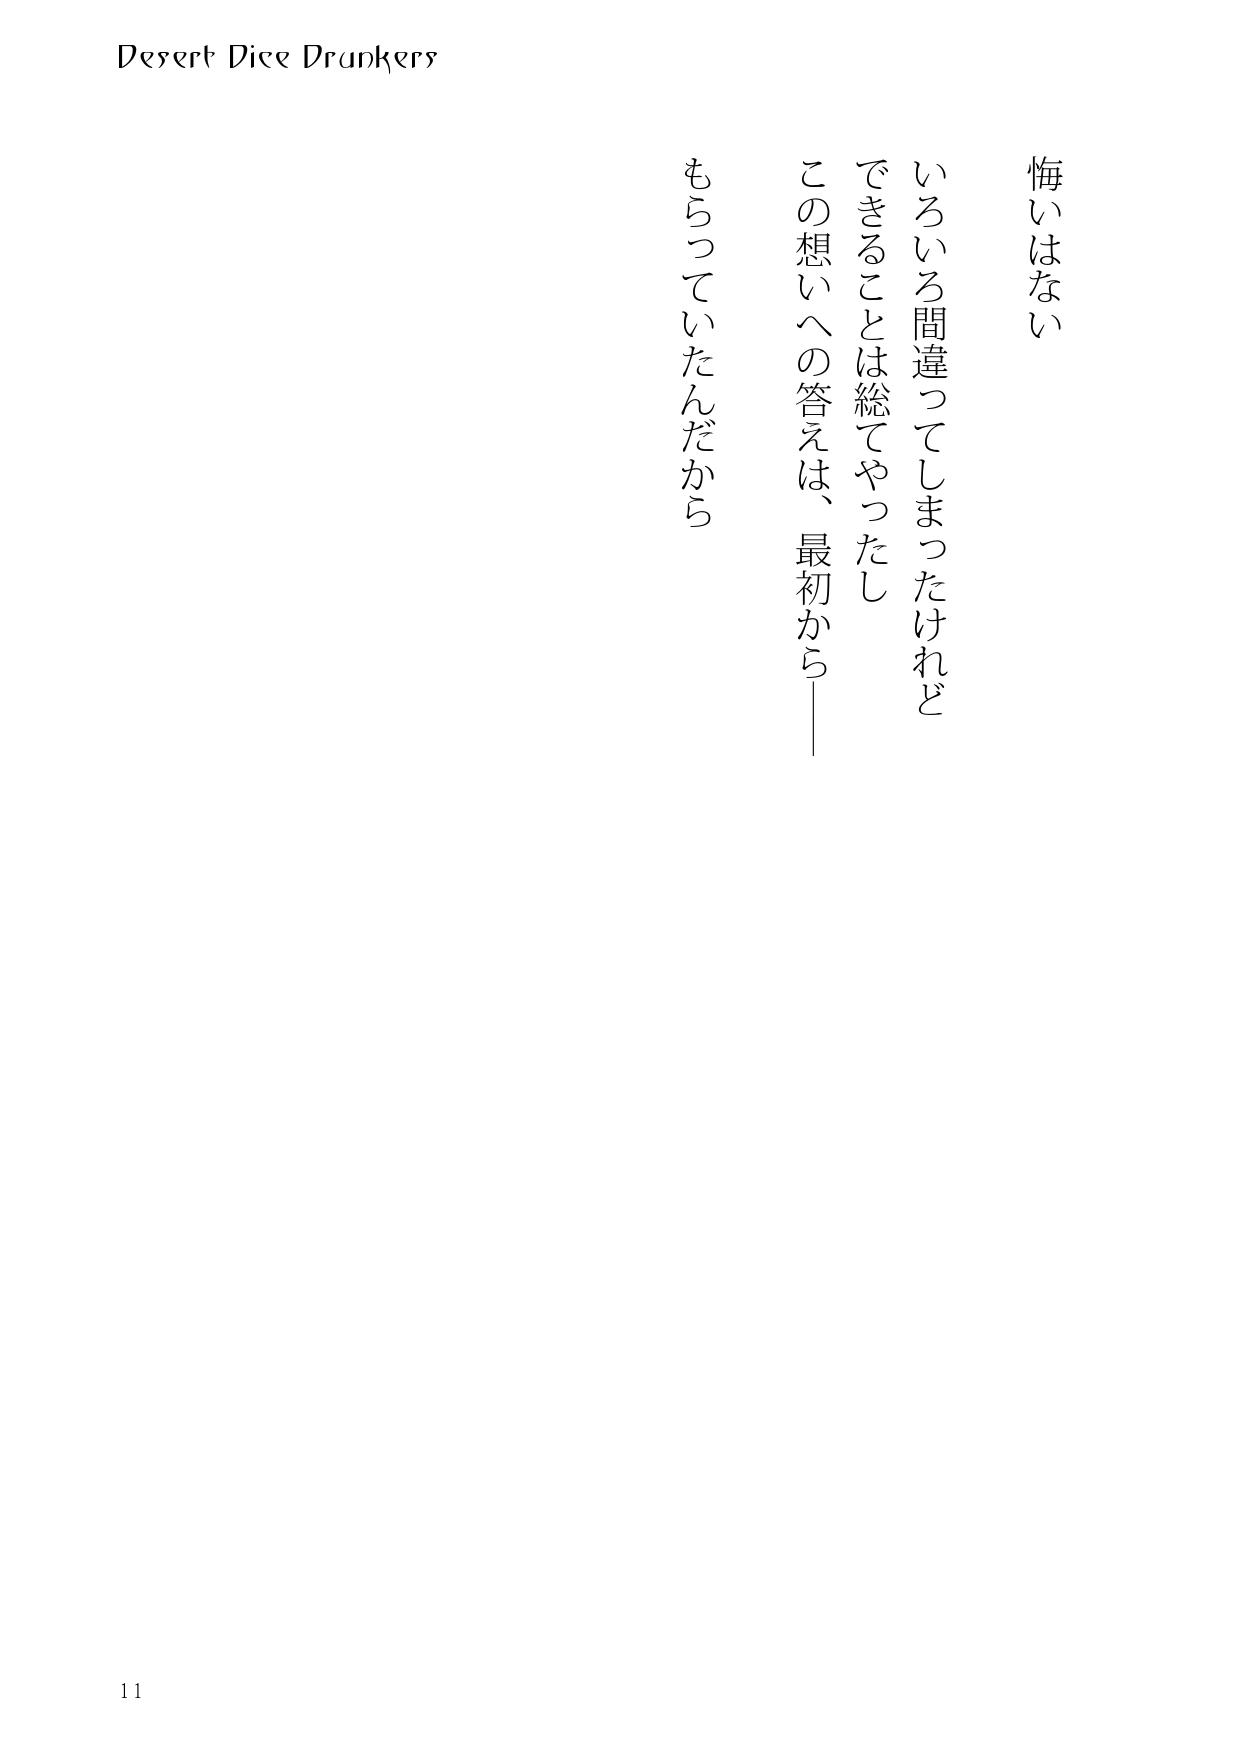 Desert Dice Drunkers
悔いはない
いろいろ間違ってしまったけれど
できることは総てやったし
この想いへの答えは、最初から――
もらっていたんだから
11